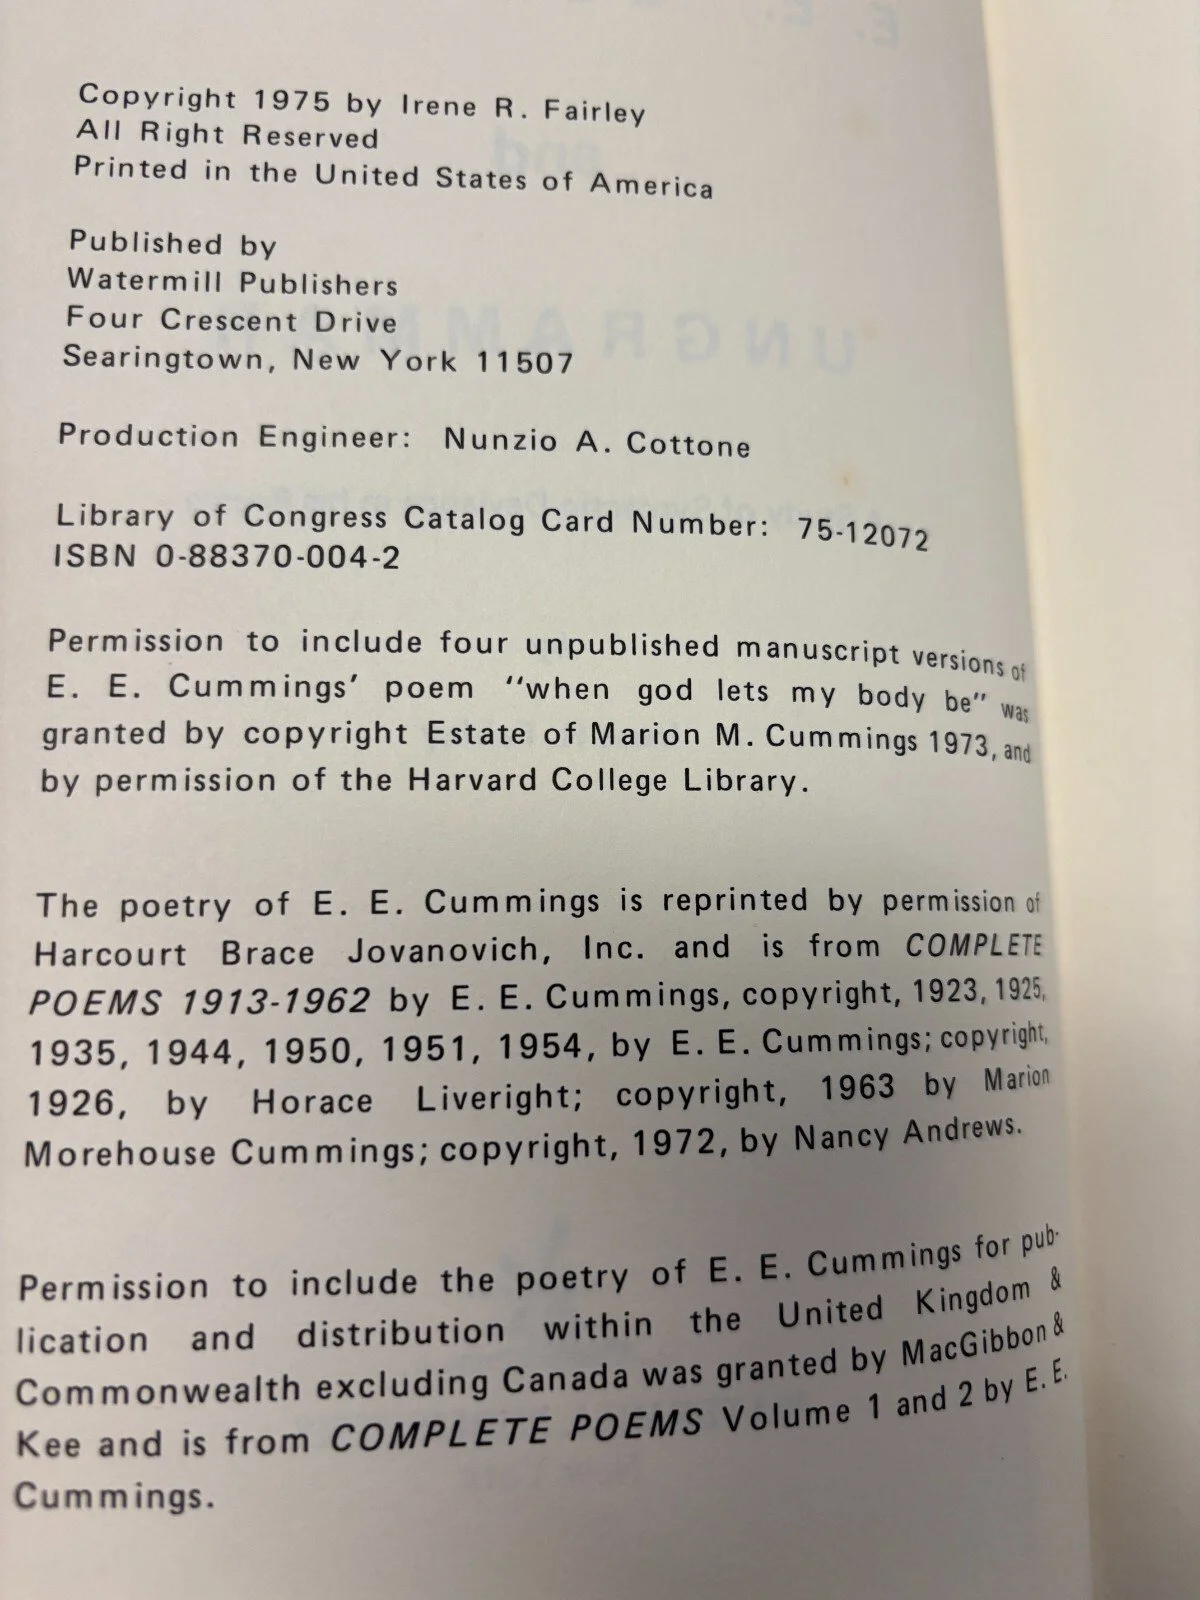 Copyright 1975 by Irene R. Fairley
All Right Reserved
Printed in the United States of America
Published by
Watermill Publishers
Four Crescent Drive
Searingtown, New York 11507
Production Engineer: Nunzio A. Cottone
Library of Congress Catalog Card Number: 75-12072
ISBN 0-88370-004-2
Permission to include four unpublished manuscript versions of
E. E. Cummings' poem "when god lets my body be" was
granted by copyright Estate of Marion M. Cummings 1973, and
by permission of the Harvard College Library.
The poetry of E. E. Cummings is reprinted by permission of
Harcourt Brace Jovanovich, Inc. and is from COMPLETE
POEMS 1913-1962 by E. E. Cummings, copyright, 1923, 1925,
1935, 1944, 1950, 1951, 1954, by E. E. Cummings; copyright,
1926, by Horace Liveright; copyright, 1963 by Marion
Morehouse Cummings; copyright, 1972, by Nancy Andrews.
Permission to include the poetry of E. E. Cummings for pub-
lication and distribution within the United Kingdom &
Commonwealth excluding Canada was granted by MacGibbon &
Kee and is from COMPLETE POEMS Volume 1 and 2 by E. E.
Cummings.